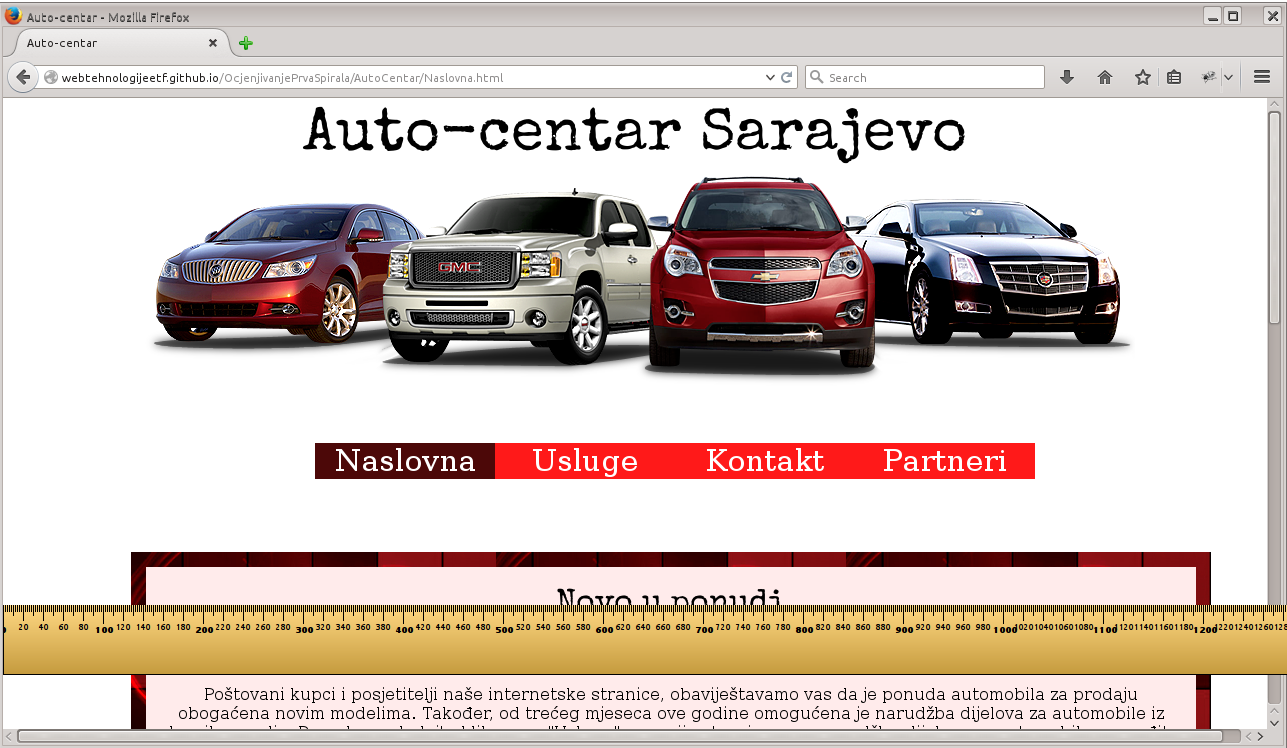 Auto-centar - Mozilla Firefox
Auto-centar
webtehnologijeetf.github.io/OcjenjivanjePrvaSpirala/AutoCentar/Naslovna.html
Search
Auto-centar Sarajevo
GMC
Naslovna Usluge Kontakt Partneri
Novo u ponudi
20 40 60 80 100 120 140 160 180 200 220 240 260 280 300 320 340 360 380 400 420 440 460 480 500 520 540 560 580 600 620 640 660 680 700 720 740 760 780 800 820 840 860 880 900 920 940 960 980 1000 1020 1040 1060 1080 1100 1120 1140 1160 1180 1200 1220 1240 1260 128
Poštovani kupci i posjetitelji naše internetske stranice, obaviještavamo vas da je ponuda automobila za prodaju
obogaćena novim modelima. Također, od trećeg mjeseca ove godine omogućena je narudžba dijelova za automobile iz